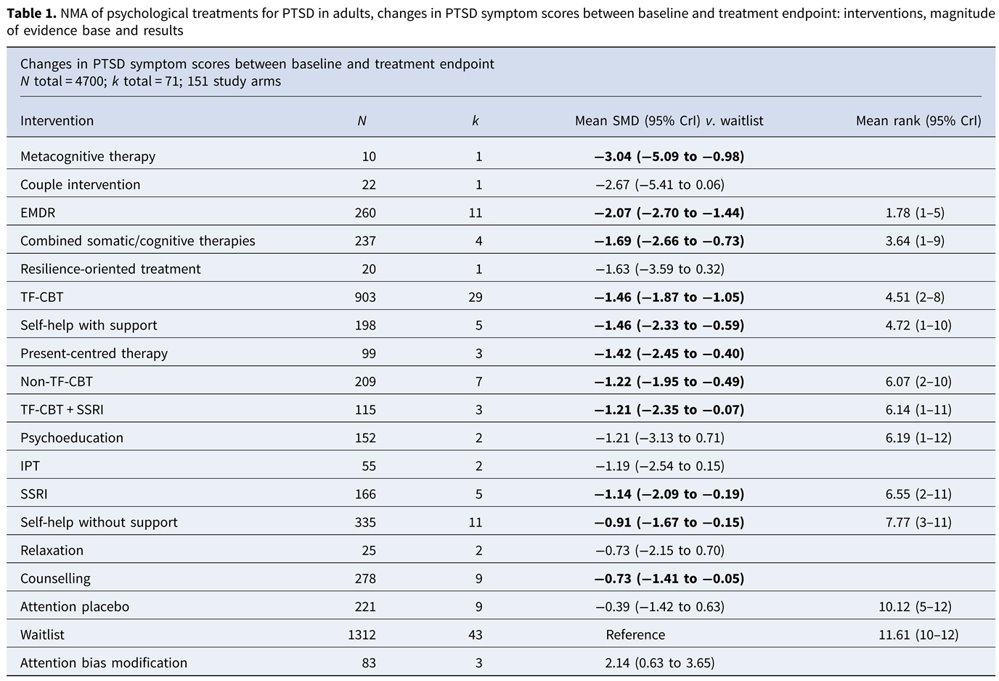 Table 1. NMA of psychological treatments for PTSD in adults, changes in PTSD symptom scores between baseline and treatment endpoint: interventions, magnitude
of evidence base and results
Changes in PTSD symptom scores between baseline and treatment endpoint
N total = 4700; k total = 71; 151 study arms
Intervention N k Mean SMD (95% CrI) v. waitlist Mean rank (95% CrI)
Metacognitive therapy 10 1 −3.04 (−5.09 to −0.98)
Couple intervention 22 1 −2.67 (−5.41 to 0.06)
EMDR 260 11 −2.07 (−2.70 to −1.44) 1.78 (1–5)
Combined somatic/cognitive therapies 237 4 −1.69 (−2.66 to −0.73) 3.64 (1–9)
Resilience-oriented treatment 20 1 −1.63 (−3.59 to 0.32)
TF-CBT 903 29 −1.46 (−1.87 to −1.05) 4.51 (2–8)
Self-help with support 198 5 −1.46 (−2.33 to −0.59) 4.72 (1–10)
Present-centred therapy 99 3 −1.42 (−2.45 to −0.40)
Non-TF-CBT 209 7 −1.22 (−1.95 to −0.49) 6.07 (2–10)
TF-CBT + SSRI 115 3 −1.21 (−2.35 to −0.07) 6.14 (1–11)
Psychoeducation 152 2 −1.21 (−3.13 to 0.71) 6.19 (1–12)
IPT 55 2 −1.19 (−2.54 to 0.15)
SSRI 166 5 −1.14 (−2.09 to −0.19) 6.55 (2–11)
Self-help without support 335 11 −0.91 (−1.67 to −0.15) 7.77 (3–11)
Relaxation 25 2 −0.73 (−2.15 to 0.70)
Counselling 278 9 −0.73 (−1.41 to −0.05)
Attention placebo 221 9 −0.39 (−1.42 to 0.63) 10.12 (5–12)
Waitlist 1312 43 Reference 11.61 (10–12)
Attention bias modification 83 3 2.14 (0.63 to 3.65)